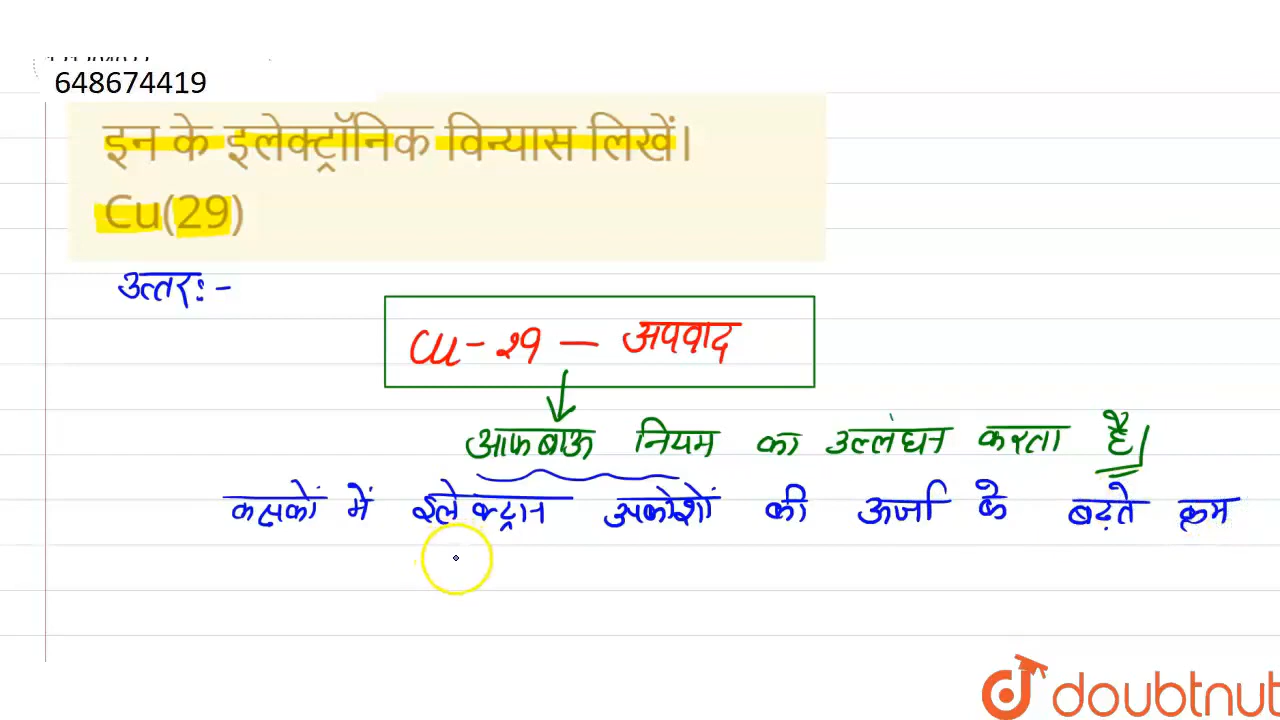 648674419
इन के इलेक्ट्रॉनिक विन्यास लिखें।
Cu(29)
उत्तर:-
Cu - 29 — अपवाद
आफबाऊ नियम का उल्लंघन करता है।
कक्षकों में इलेक्ट्रान उपकोशों की ऊर्जा के बढ़ते क्रम
doubtnut